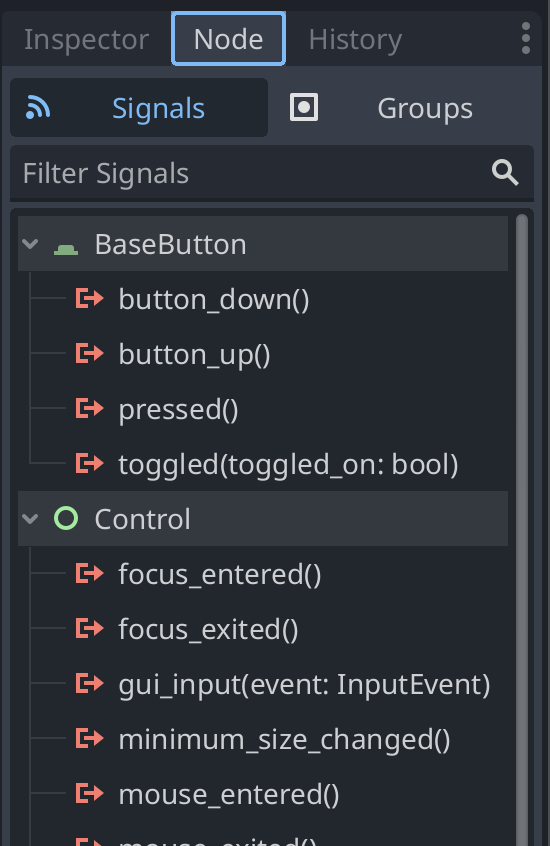 Inspector Node History
Signals Groups
Filter Signals
BaseButton
button_down()
button_up()
pressed()
toggled(toggled_on: bool)
Control
focus_entered()
focus_exited()
gui_input(event: InputEvent)
minimum_size_changed()
mouse_entered()
mouse_exited()